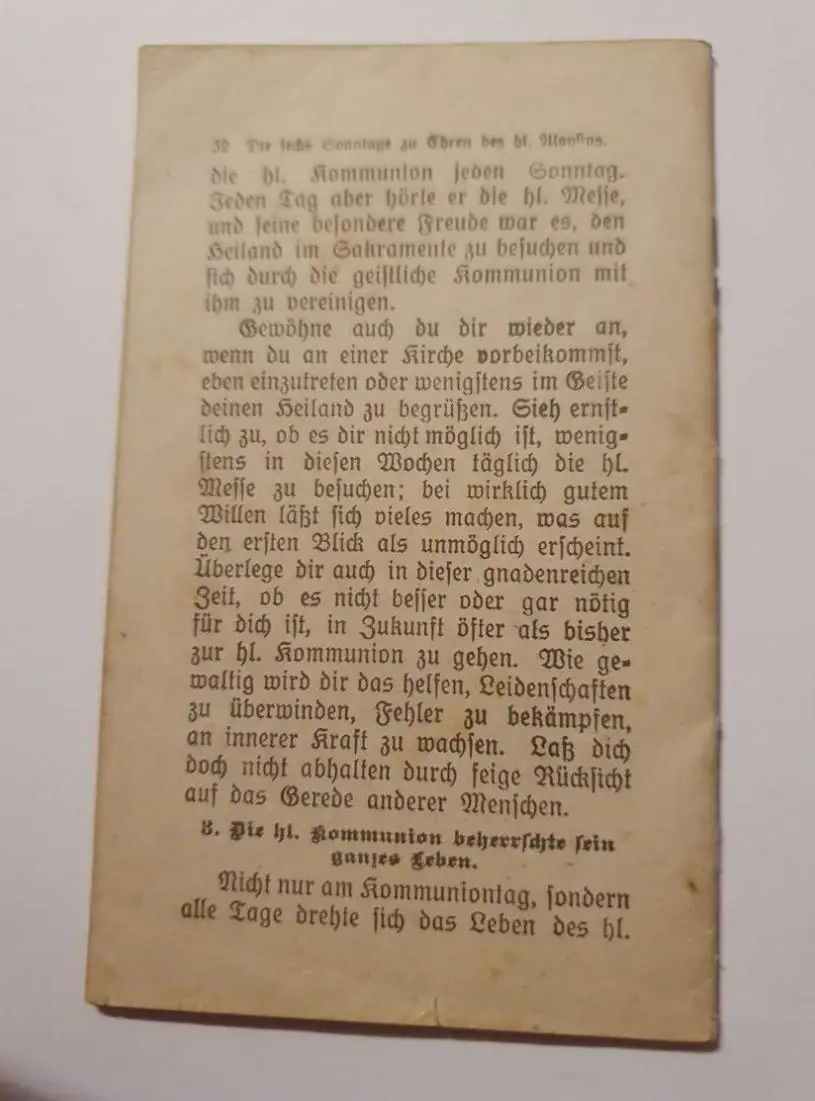 32 Die sechs Sonntage zu Ehren des hl. Aloysius.
die hl. Kommunion jeden Sonntag.
Jeden Tag aber hörte er die hl. Messe,
und seine besondere Freude war es, den
Heiland im Sakramente zu besuchen und
sich durch die geistliche Kommunion mit
ihm zu vereinigen.
Gewöhne auch du dir wieder an,
wenn du an einer Kirche vorbeikommst,
eben einzutreten oder wenigstens im Geiste
deinen Heiland zu begrüßen. Sieh ernst-
lich zu, ob es dir nicht möglich ist, wenig-
stens in diesen Wochen täglich die hl.
Messe zu besuchen; bei wirklich gutem
Willen läßt sich vieles machen, was auf
den ersten Blick als unmöglich erscheint.
Überlege dir auch in dieser gnadenreichen
Zeit, ob es nicht besser oder gar nötig
für dich ist, in Zukunft öfter als bisher
zur hl. Kommunion zu gehen. Wie ge-
waltig wird dir das helfen, Leidenschaften
zu überwinden, Fehler zu bekämpfen,
an innerer Kraft zu wachsen. Laß dich
doch nicht abhalten durch feige Rücksicht
auf das Gerede anderer Menschen.
3. Die hl. Kommunion beherrschte sein
ganzes Leben.
Nicht nur am Kommuniontag, sondern
alle Tage drehte sich das Leben des hl.